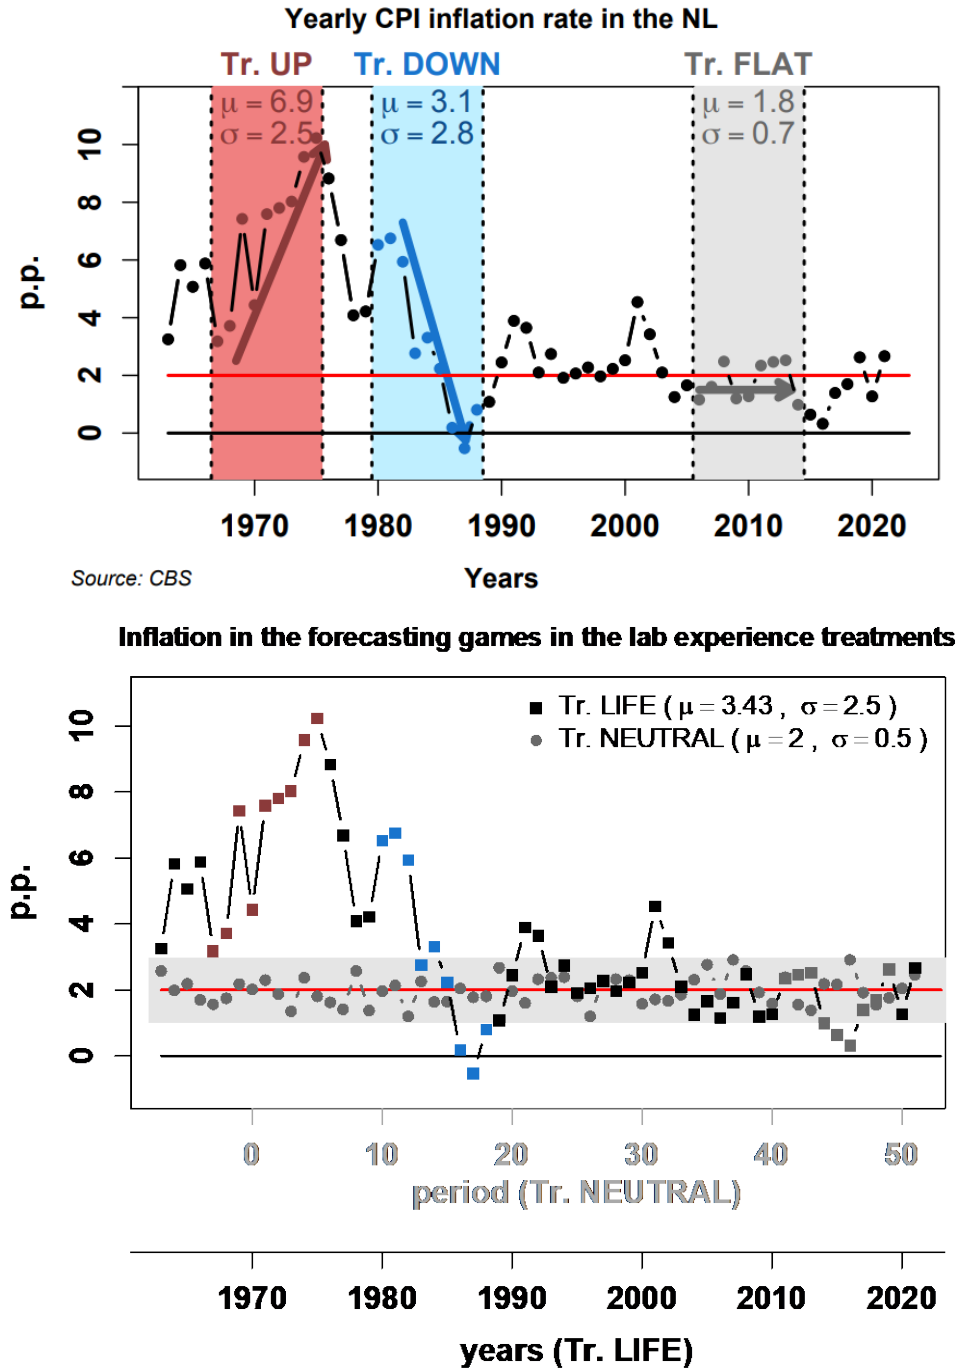 Yearly CPI inflation rate in the NL
Tr. UP
Tr. DOWN
Tr. FLAT
μ = 6.9
σ = 2.5
μ = 3.1
σ = 2.8
μ = 1.8
σ = 0.7
p.p.
10
8
6
4
2
0
1970 1980 1990 2000 2010 2020
Source: CBS
Years
Inflation in the forecasting games in the lab experience treatments
Tr. LIFE ( μ = 3.43 , σ = 2.5 )
Tr. NEUTRAL ( μ = 2 , σ = 0.5 )
p.p.
10
8
6
4
2
0
0 10 20 30 40 50
period (Tr. NEUTRAL)
1970 1980 1990 2000 2010 2020
years (Tr. LIFE)